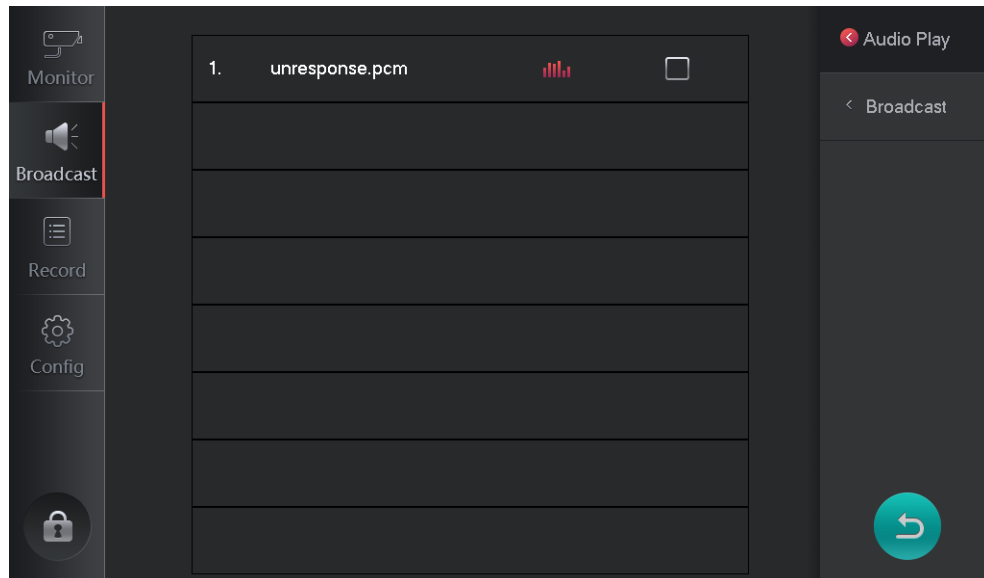 Monitor
Broadcast
Record
Config
1. unresponse.pcm
Audio Play
< Broadcast